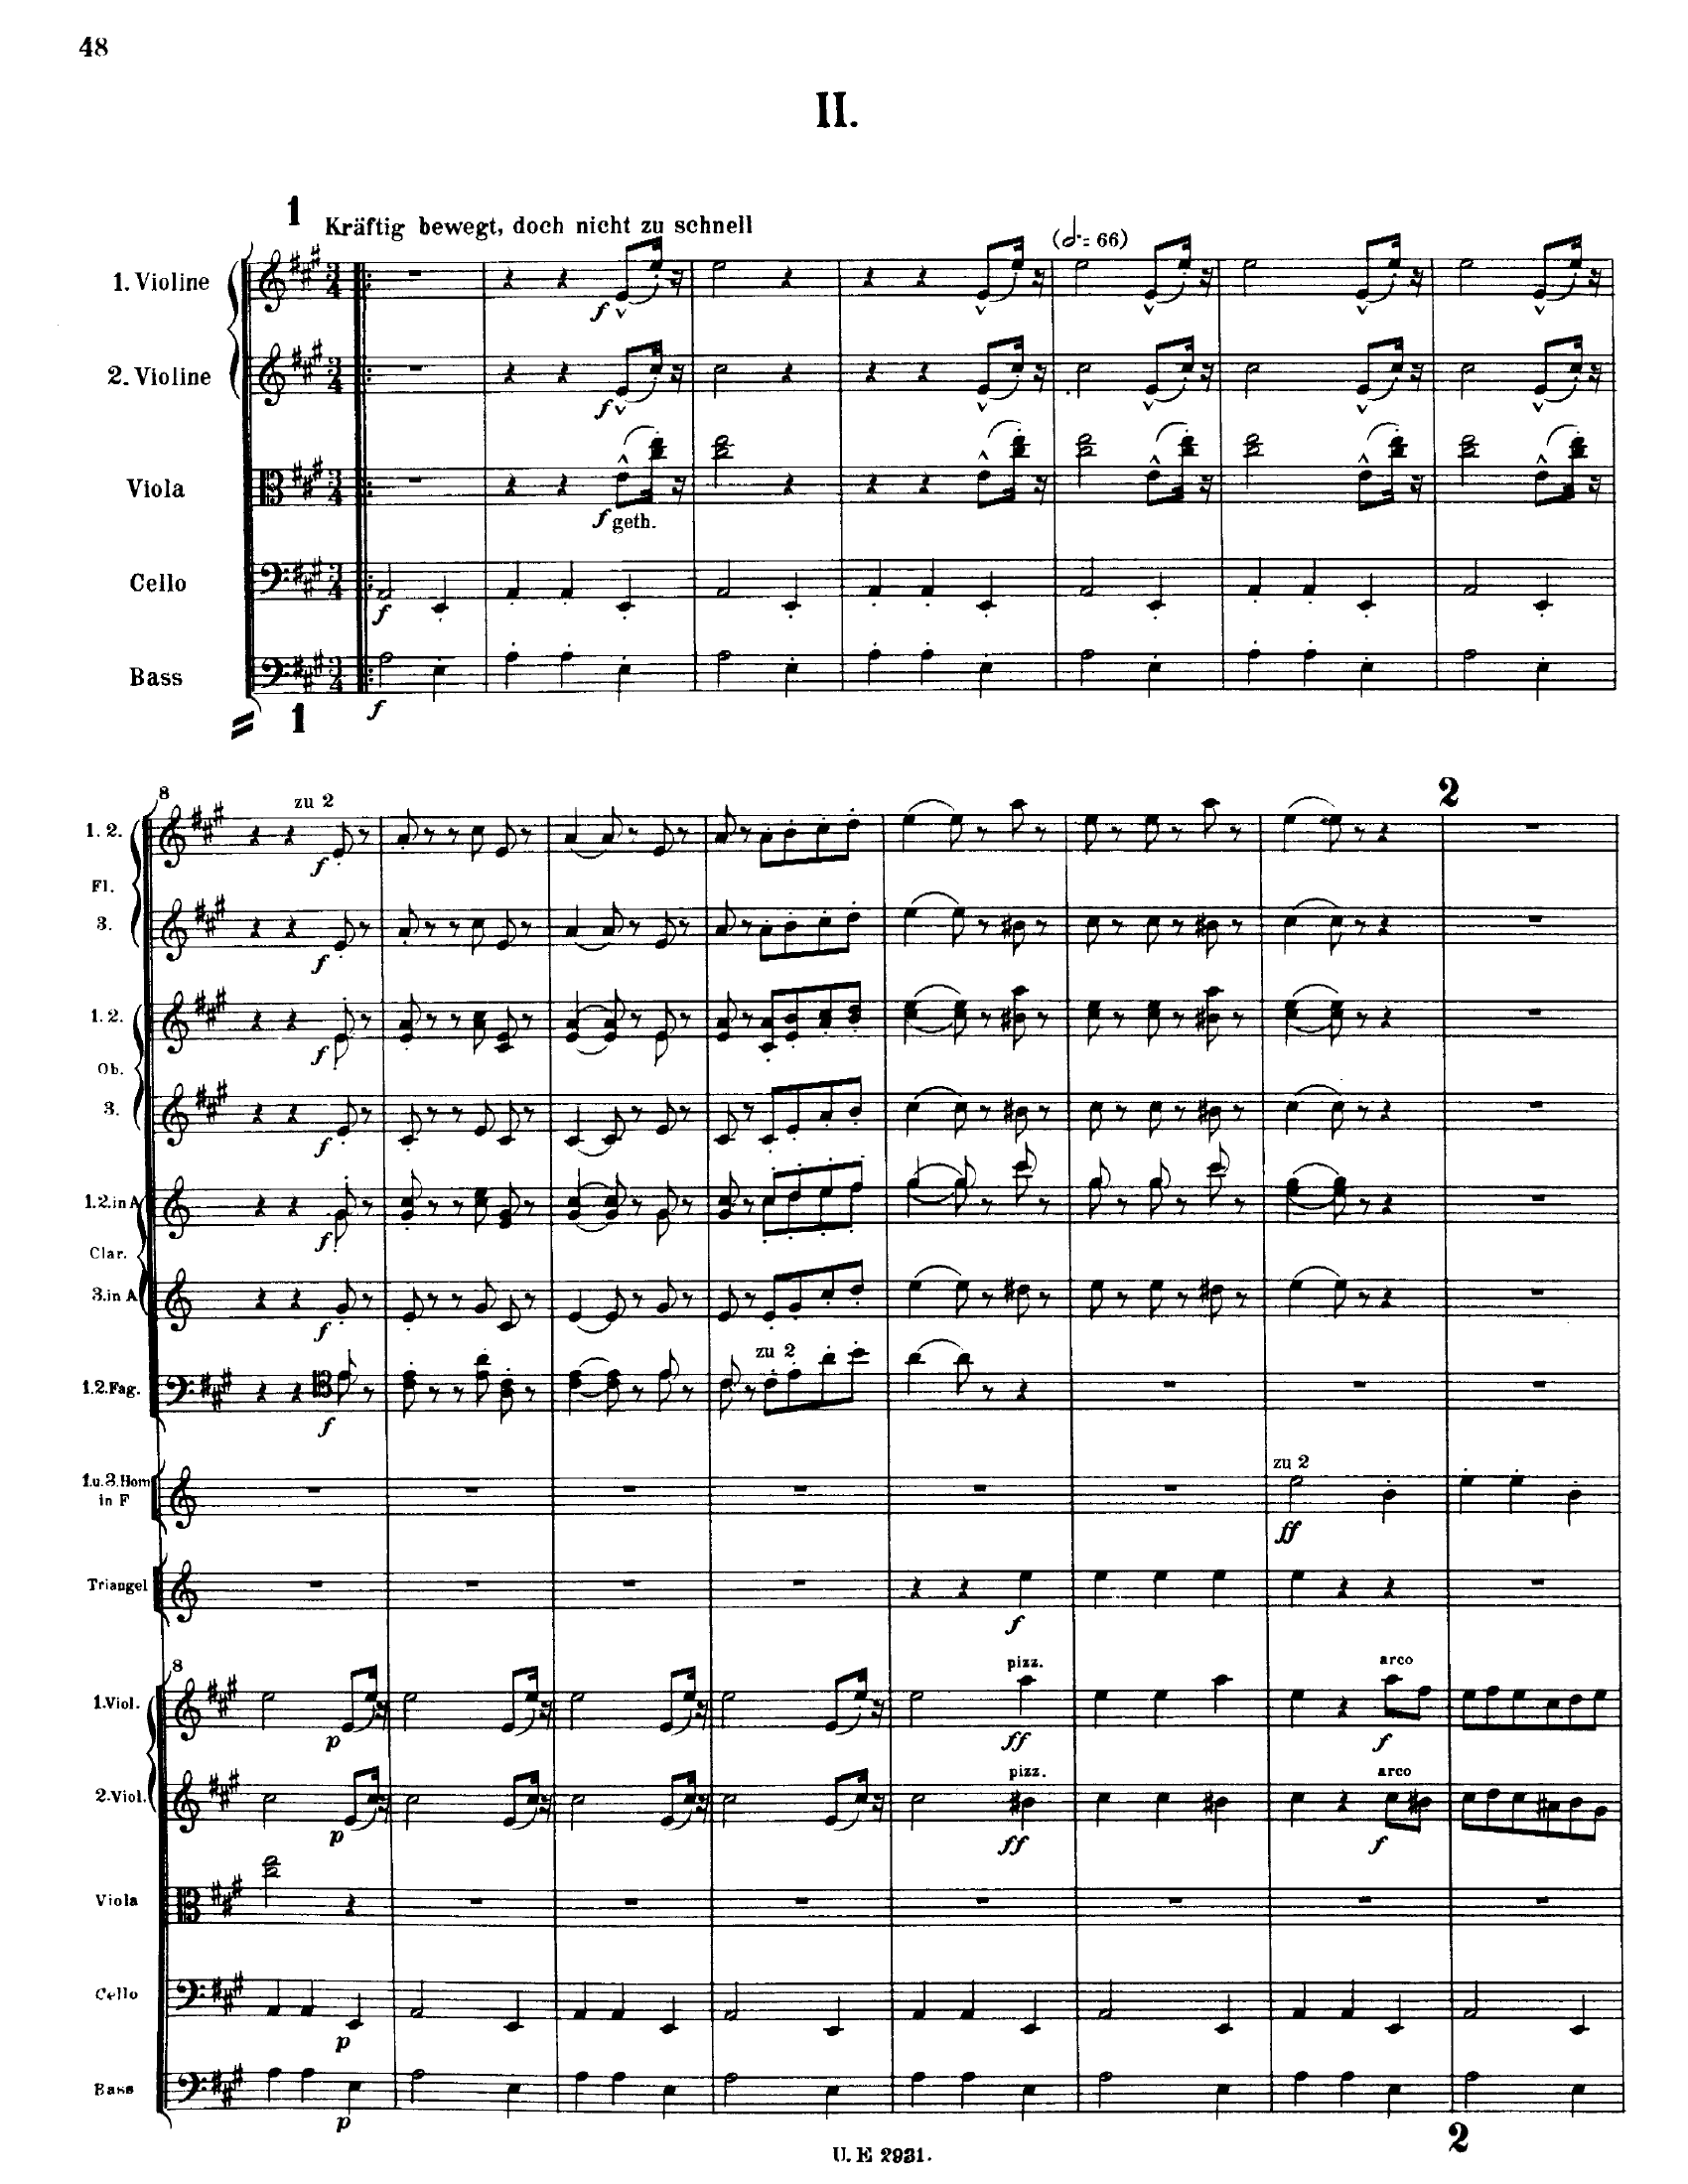 48
II.
1
Kräftig bewegt, doch nicht zu schnell
(𝅗𝅥. = 66)
1. Violine
f
2. Violine
f
Viola
f geth.
Cello
f
Bass
f
1
8
zu 2
2
1. 2.
f
Fl.
3.
f
1. 2.
f
Ob.
3.
f
1.2.in A
f
Clar.
3.in A
f
zu 2
1.2.Fag.
f
zu 2
1.u.3.Horn
in F
ff
Triangel
f
8
pizz.
arco
1.Viol.
p
ff
f
pizz.
arco
2.Viol.
p
ff
f
Viola
Cello
p
Bass
p
2
U. E 2931.